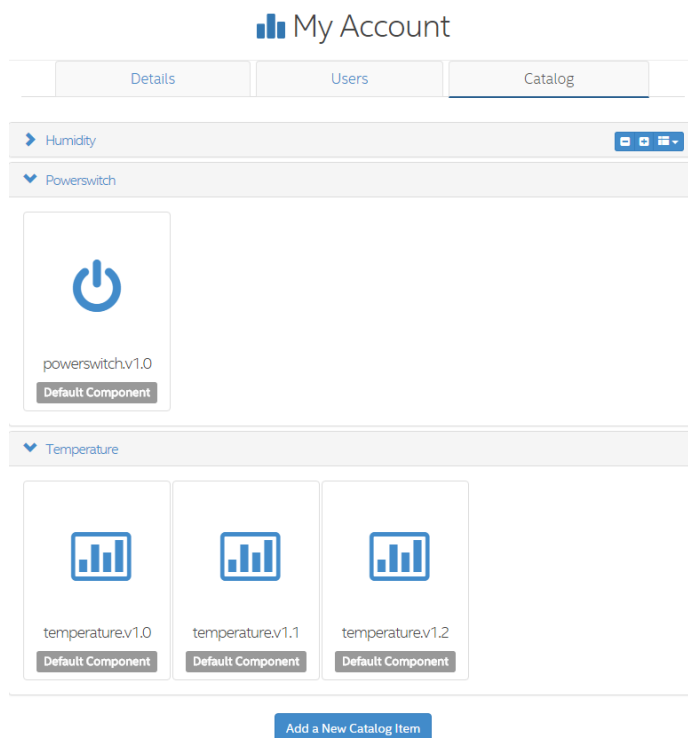 My Account
Details Users Catalog
Humidity
Powerswitch
powerswitch.v1.0
Default Component
Temperature
temperature.v1.0 temperature.v1.1 temperature.v1.2
Default Component Default Component Default Component
Add a New Catalog Item